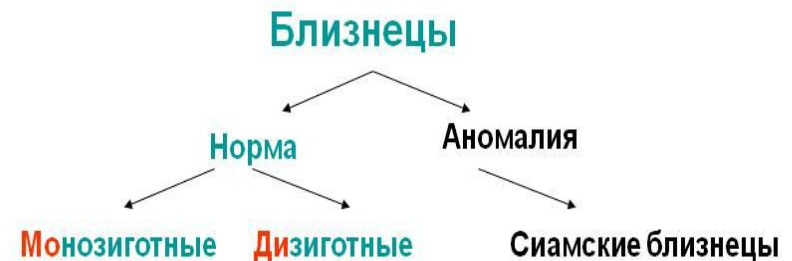 Близнецы
Норма
Аномалия
Монозиготные
Дизиготные
Сиамские близнецы